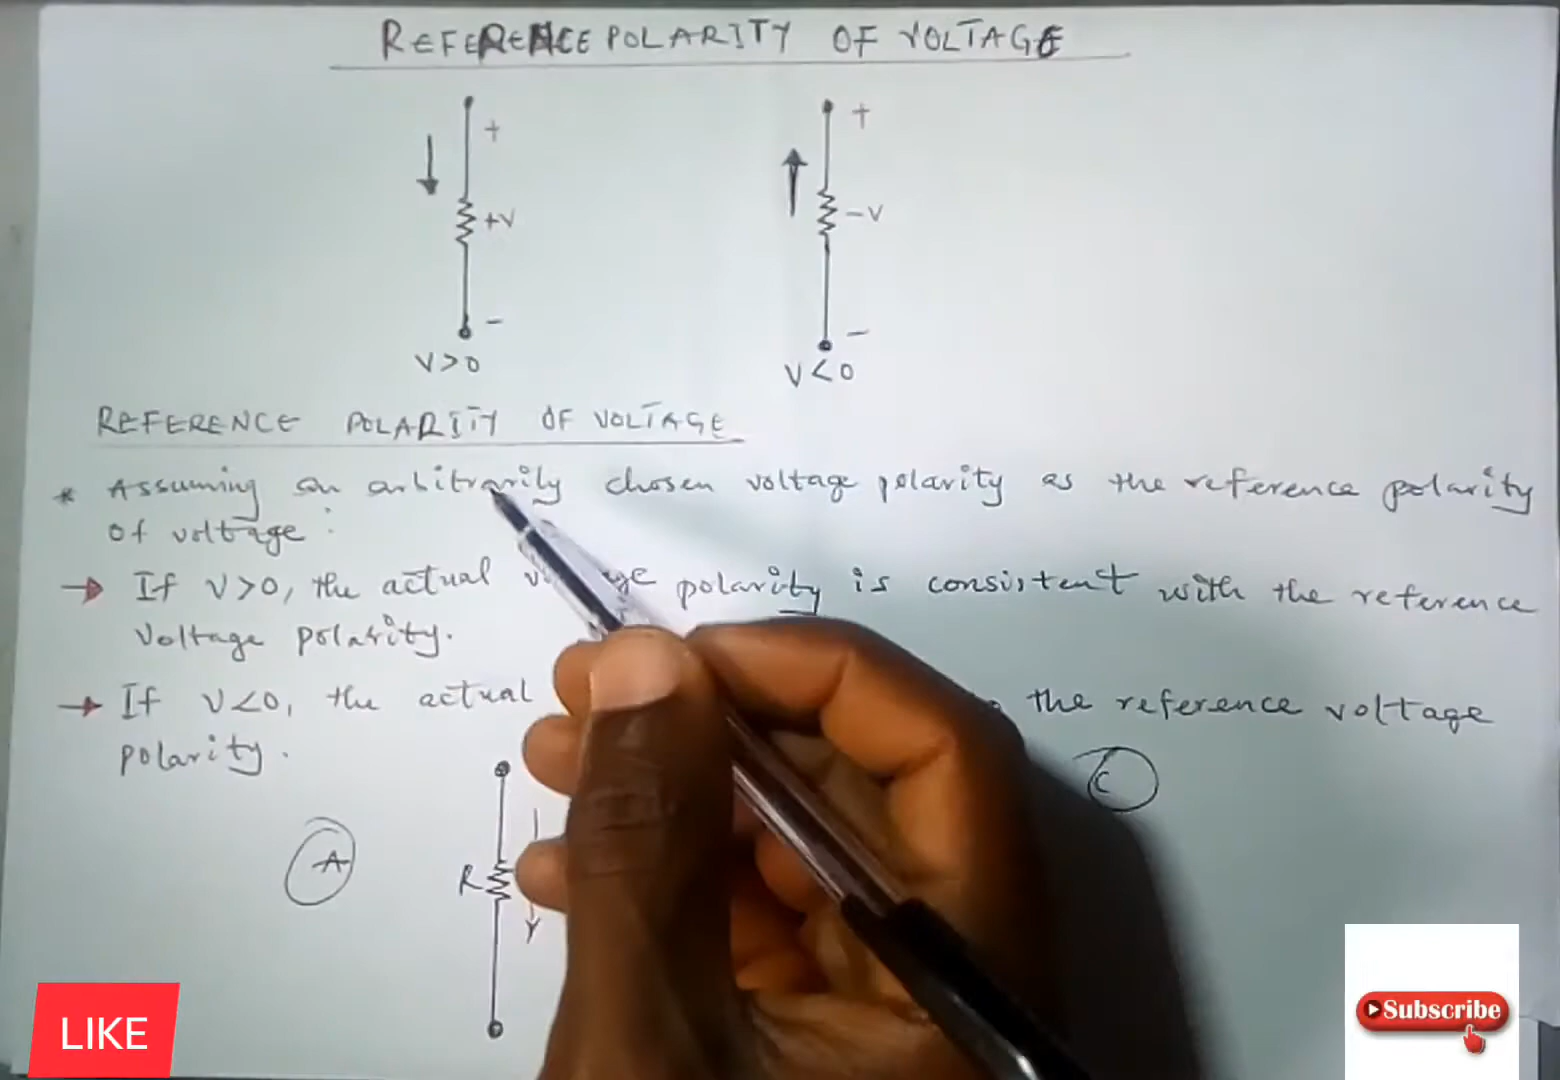 REFERENCE POLARITY OF VOLTAGE
+ +
+V -V
- -
V>0 V<0
REFERENCE POLARITY OF VOLTAGE
* Assuming an arbitrarily chosen voltage polarity as the reference polarity
of voltage:
→ If V>0, the actual polarity is consistent with the reference
voltage polarity.
→ If V<0, the actual the reference voltage
polarity.
C
A
R
LIKE
Subscribe